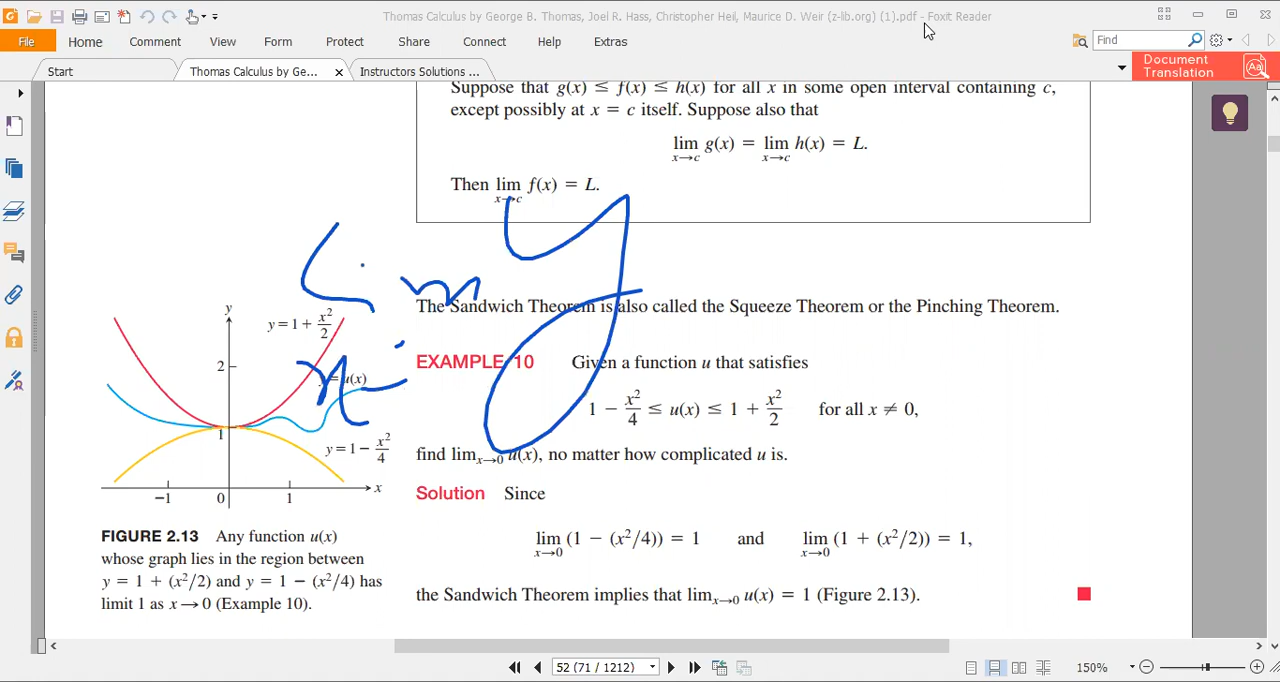 Thomas Calculus by George B. Thomas, Joel R. Hass, Christopher Heil, Maurice D. Weir (z-lib.org) (1).pdf - Foxit Reader
File Home Comment View Form Protect Share Connect Help Extras
Find
Start Thomas Calculus by Ge... Instructors Solutions ...
Document Translation
Suppose that g(x) ≤ f(x) ≤ h(x) for all x in some open interval containing c,
except possibly at x = c itself. Suppose also that
lim x→c g(x) = lim x→c h(x) = L.
Then lim x→c f(x) = L.
lim y
The Sandwich Theorem is also called the Squeeze Theorem or the Pinching Theorem.
EXAMPLE 10 Given a function u that satisfies
1 − x²/4 ≤ u(x) ≤ 1 + x²/2 for all x ≠ 0,
find lim x→0 u(x), no matter how complicated u is.
Solution Since
lim x→0 (1 − (x²/4)) = 1 and lim x→0 (1 + (x²/2)) = 1,
the Sandwich Theorem implies that lim x→0 u(x) = 1 (Figure 2.13).
y
y = 1 + x²/2
2
y = u(x)
1
y = 1 − x²/4
−1 0 1 x
FIGURE 2.13 Any function u(x)
whose graph lies in the region between
y = 1 + (x²/2) and y = 1 − (x²/4) has
limit 1 as x → 0 (Example 10).
52 (71 / 1212)
150%